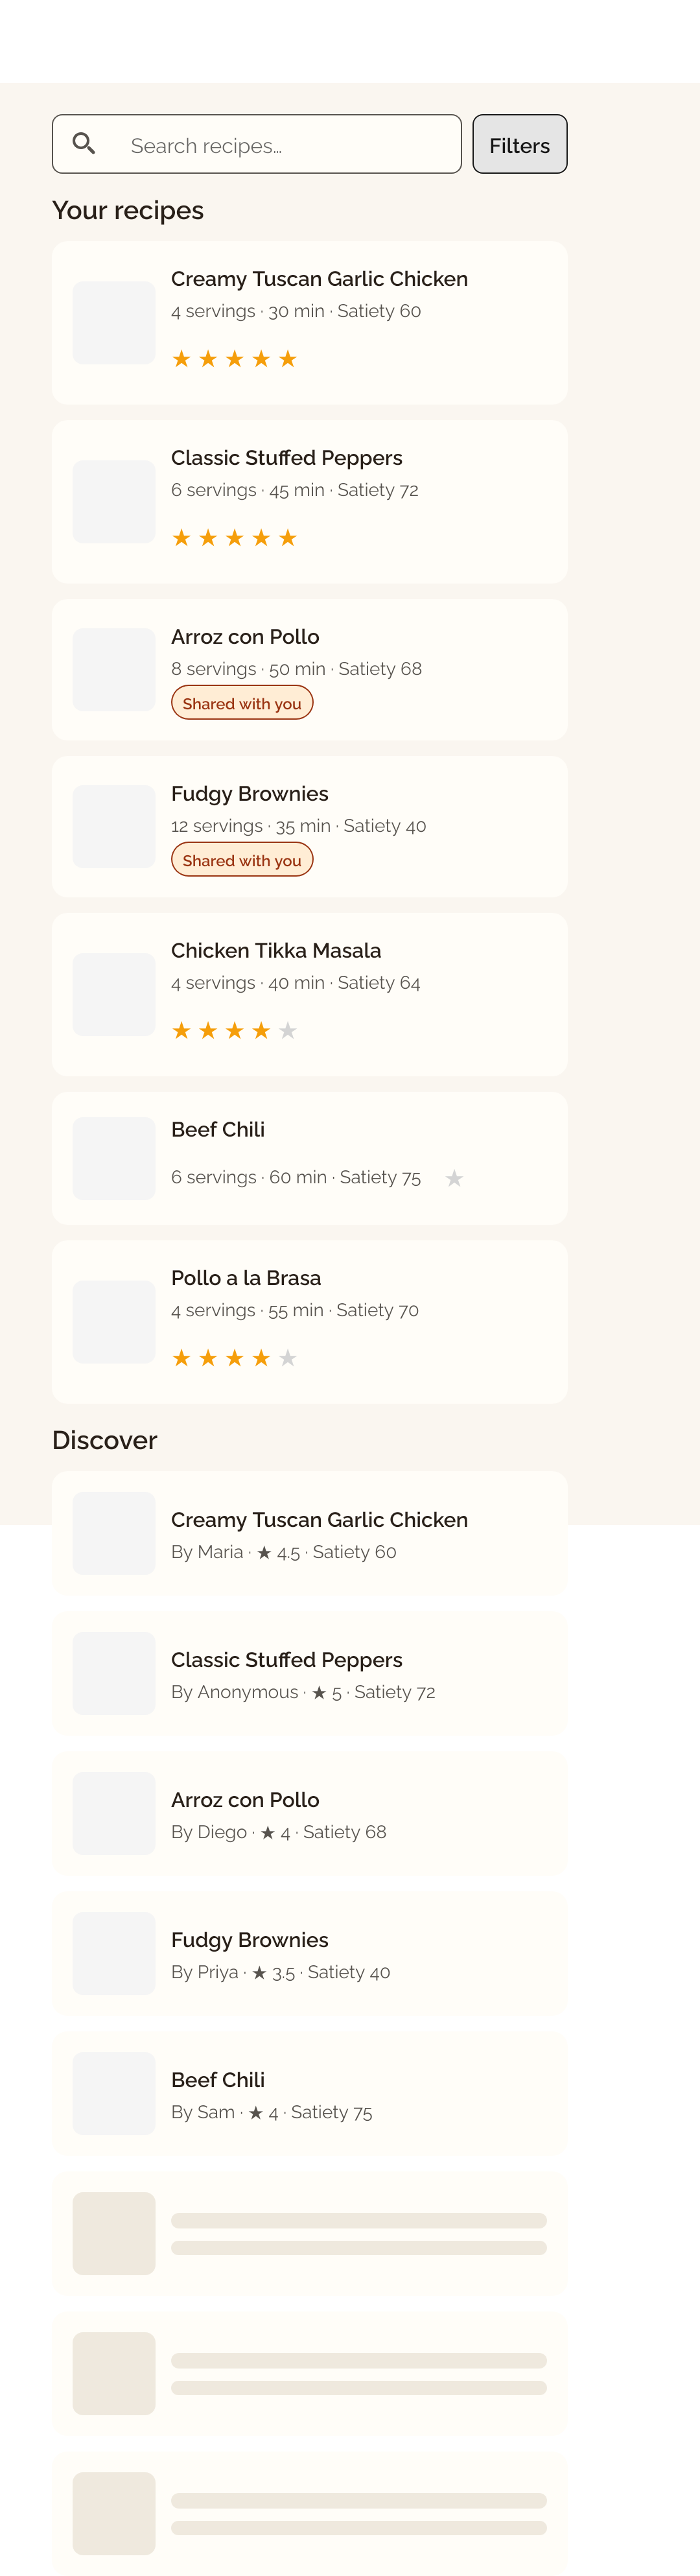 Search recipes...
Filters
Your recipes
Creamy Tuscan Garlic Chicken
4 servings · 30 min · Satiety 60
★ ★ ★ ★ ★
Classic Stuffed Peppers
6 servings · 45 min · Satiety 72
★ ★ ★ ★ ★
Arroz con Pollo
8 servings · 50 min · Satiety 68
Shared with you
Fudgy Brownies
12 servings · 35 min · Satiety 40
Shared with you
Chicken Tikka Masala
4 servings · 40 min · Satiety 64
★ ★ ★ ★ ★
Beef Chili
6 servings · 60 min · Satiety 75 ★
Pollo a la Brasa
4 servings · 55 min · Satiety 70
★ ★ ★ ★ ★
Discover
Creamy Tuscan Garlic Chicken
By Maria · ★ 4.5 · Satiety 60
Classic Stuffed Peppers
By Anonymous · ★ 5 · Satiety 72
Arroz con Pollo
By Diego · ★ 4 · Satiety 68
Fudgy Brownies
By Priya · ★ 3.5 · Satiety 40
Beef Chili
By Sam · ★ 4 · Satiety 75